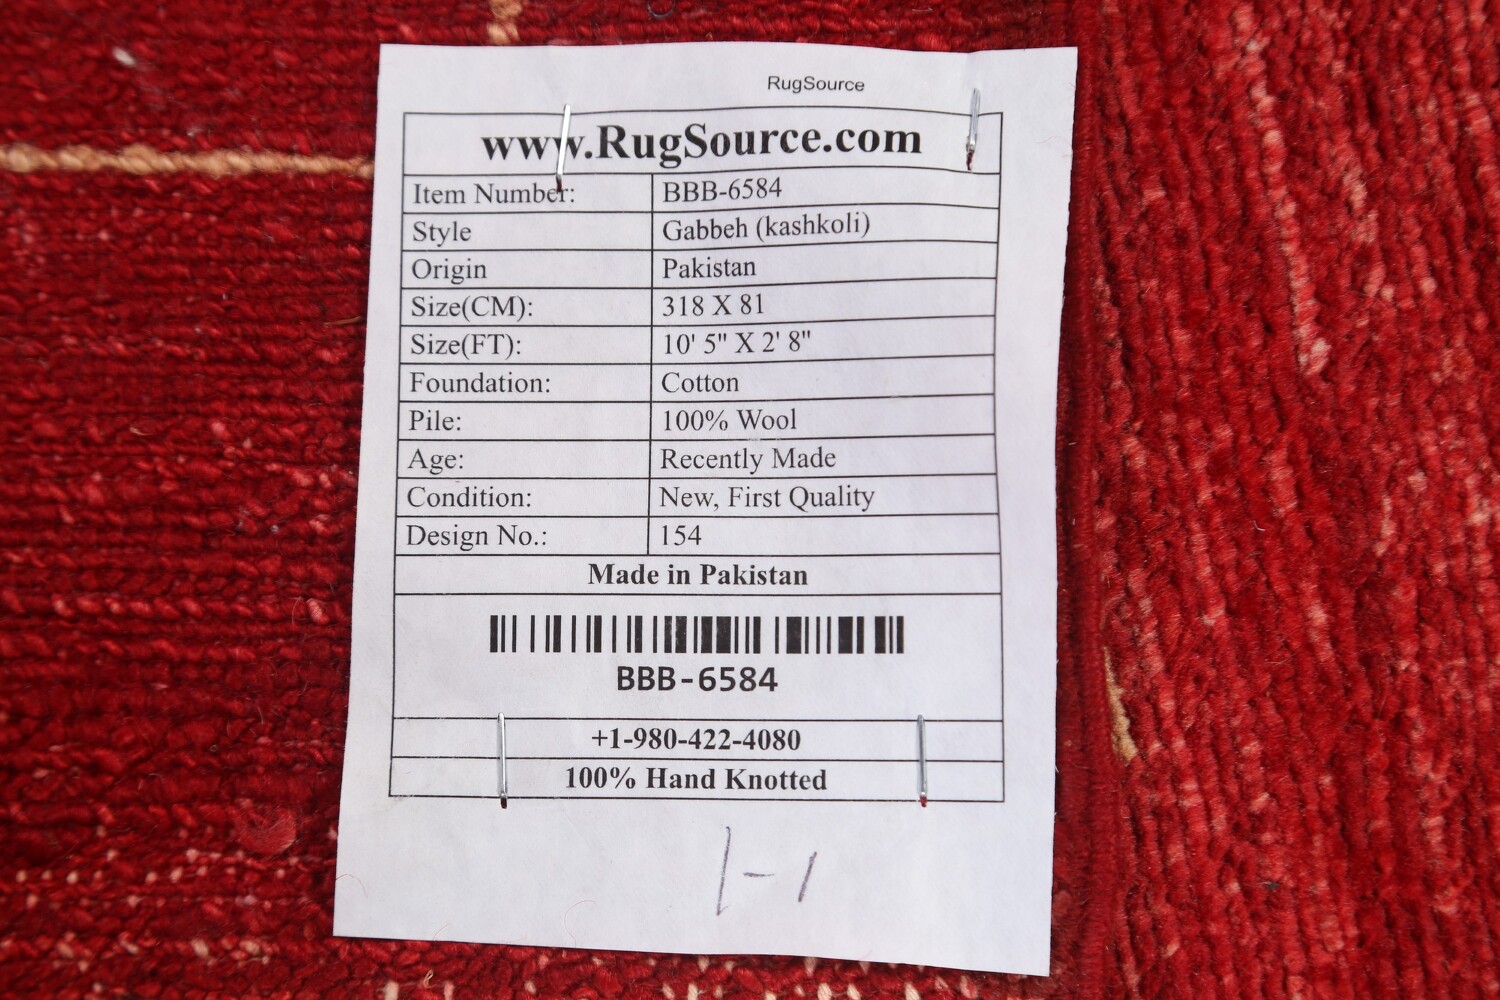 RugSource
www.RugSource.com
Item Number: BBB-6584
Style Gabbeh (kashkoli)
Origin Pakistan
Size(CM): 318 X 81
Size(FT): 10' 5" X 2' 8"
Foundation: Cotton
Pile: 100% Wool
Age: Recently Made
Condition: New, First Quality
Design No.: 154
Made in Pakistan
BBB-6584
+1-980-422-4080
100% Hand Knotted
1-1